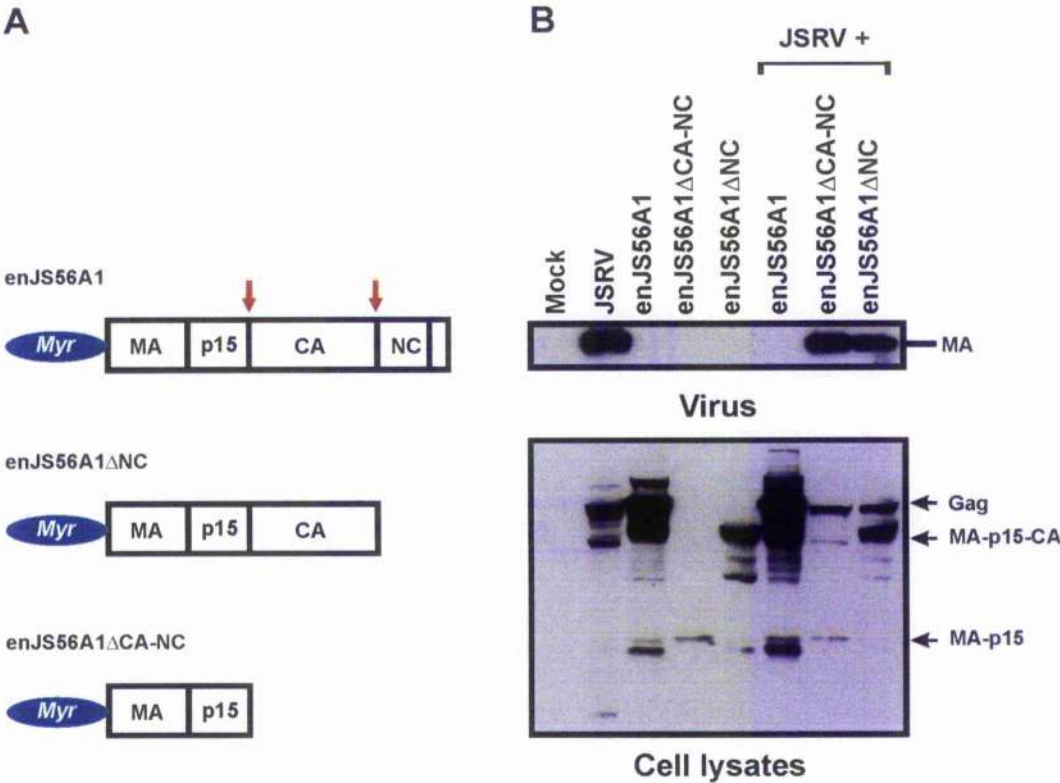 A
enJS56A1
Myr MA p15 CA NC
enJS56A1ΔNC
Myr MA p15 CA
enJS56A1ΔCA-NC
Myr MA p15
B
JSRV +
Mock
JSRV
enJS56A1
enJS56A1ΔCA-NC
enJS56A1ΔNC
enJS56A1
enJS56A1ΔCA-NC
enJS56A1ΔNC
MA
Virus
Gag
MA-p15-CA
MA-p15
Cell lysates